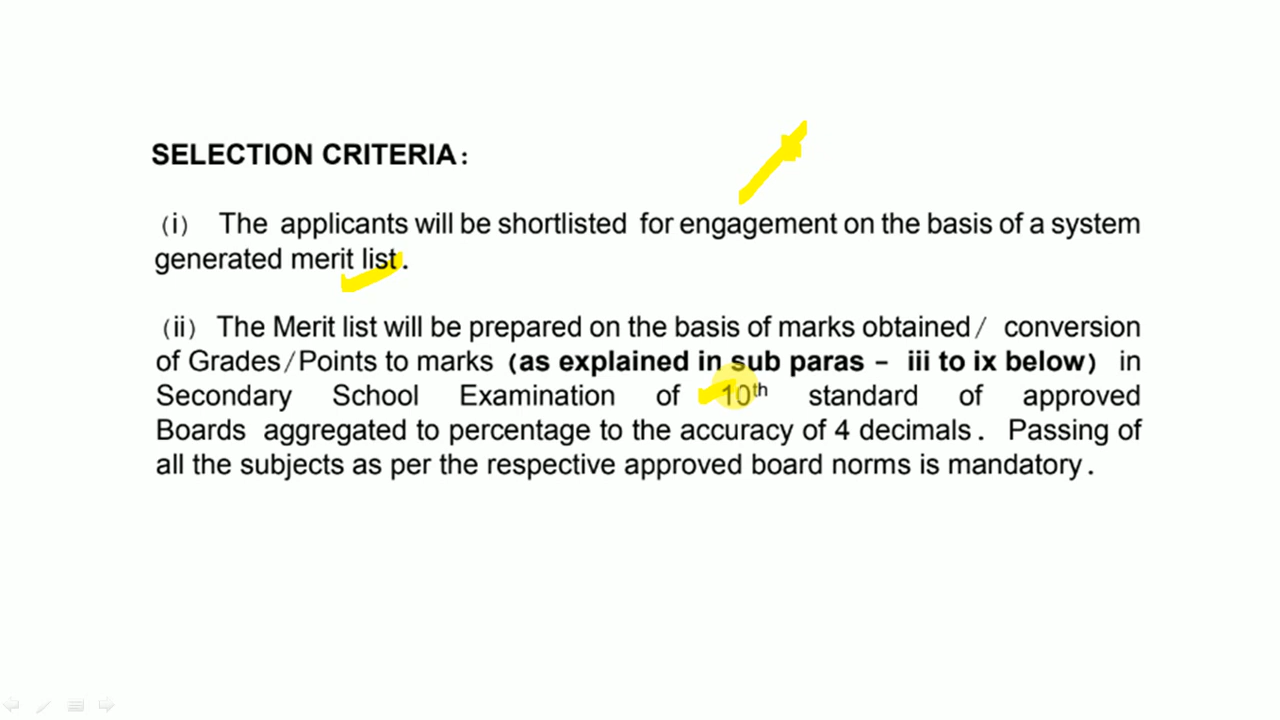 SELECTION CRITERIA:
(i) The applicants will be shortlisted for engagement on the basis of a system
generated merit list.
(ii) The Merit list will be prepared on the basis of marks obtained/ conversion
of Grades/Points to marks (as explained in sub paras – iii to ix below) in
Secondary School Examination of 10th standard of approved
Boards aggregated to percentage to the accuracy of 4 decimals. Passing of
all the subjects as per the respective approved board norms is mandatory.